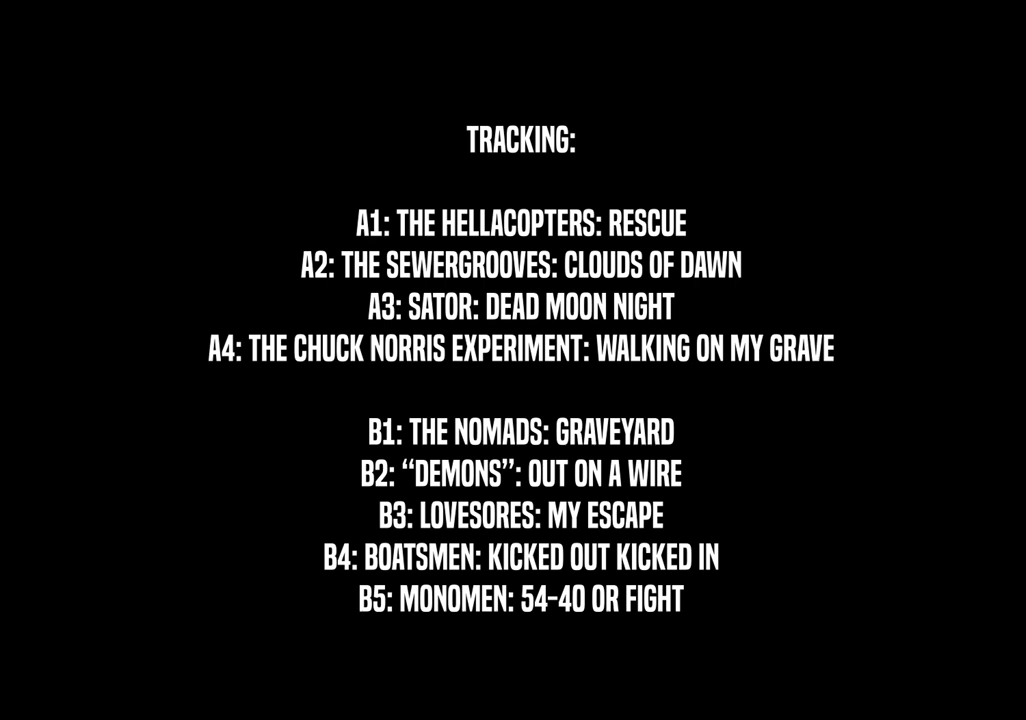 TRACKING:
A1: THE HELLACOPTERS: RESCUE
A2: THE SEWERGROOVES: CLOUDS OF DAWN
A3: SATOR: DEAD MOON NIGHT
A4: THE CHUCK NORRIS EXPERIMENT: WALKING ON MY GRAVE
B1: THE NOMADS: GRAVEYARD
B2: “DEMONS”: OUT ON A WIRE
B3: LOVESORES: MY ESCAPE
B4: BOATSMEN: KICKED OUT KICKED IN
B5: MONOMEN: 54-40 OR FIGHT